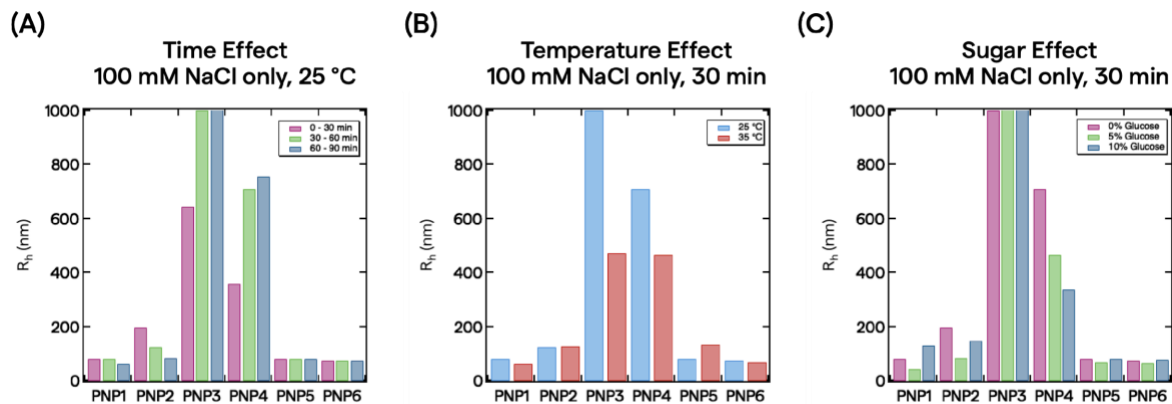 (A)
Time Effect
100 mM NaCl only, 25 °C
1000
800
600
400
200
0
Rh (nm)
0 - 30 min
30 - 60 min
60 - 90 min
PNP1 PNP2 PNP3 PNP4 PNP5 PNP6
(B)
Temperature Effect
100 mM NaCl only, 30 min
1000
800
600
400
200
0
Rh (nm)
25 °C
35 °C
PNP1 PNP2 PNP3 PNP4 PNP5 PNP6
(C)
Sugar Effect
100 mM NaCl only, 30 min
1000
800
600
400
200
0
Rh (nm)
0% Glucose
5% Glucose
10% Glucose
PNP1 PNP2 PNP3 PNP4 PNP5 PNP6